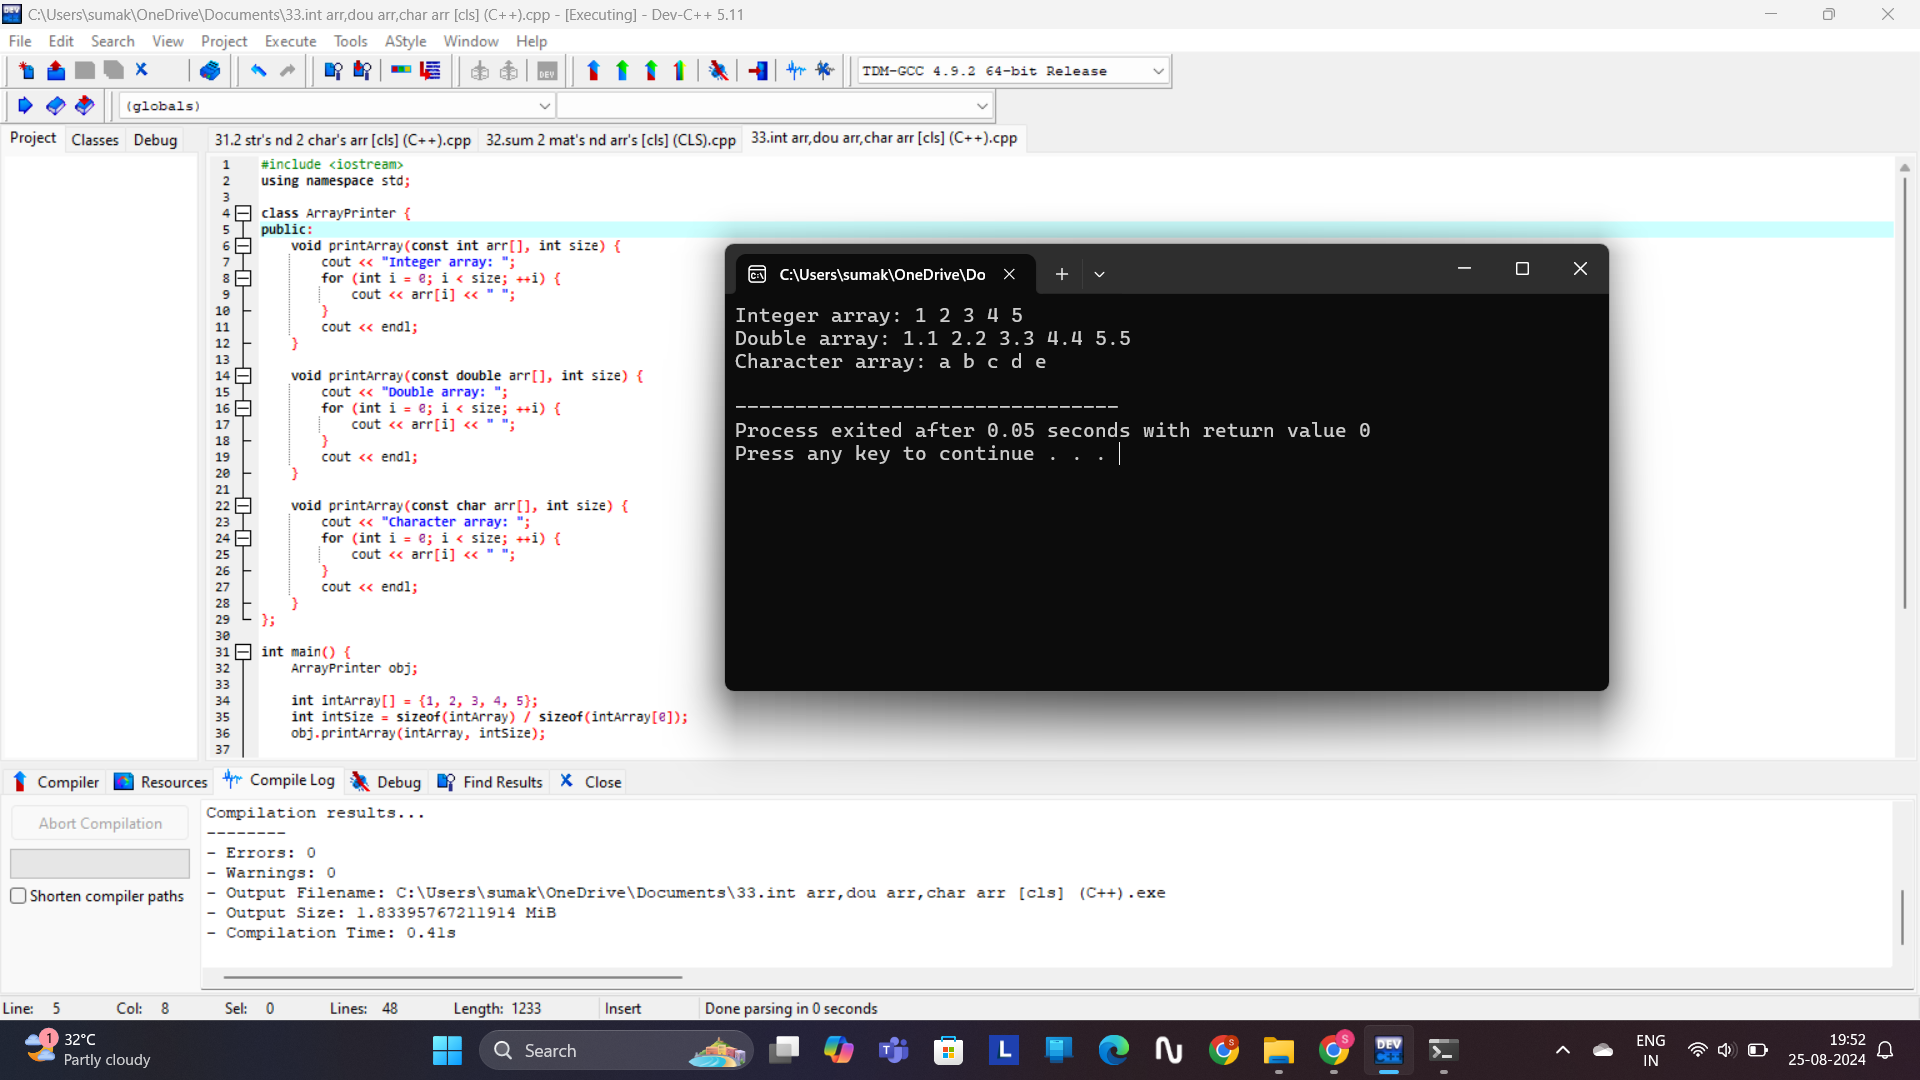 C:\Users\sumak\OneDrive\Documents\33.int arr,dou arr,char arr [cls] (C++).cpp - [Executing] - Dev-C++ 5.11
File Edit Search View Project Execute Tools AStyle Window Help
TDM-GCC 4.9.2 64-bit Release
(globals)
Project Classes Debug
31.2 str's nd 2 char's arr [cls] (C++).cpp 32.sum 2 mat's nd arr's [cls] (CLS).cpp 33.int arr,dou arr,char arr [cls] (C++).cpp
1 #include <iostream>
2 using namespace std;
3
4 class ArrayPrinter {
5 public:
6 void printArray(const int arr[], int size) {
7 cout << "Integer array: ";
8 for (int i = 0; i < size; ++i) {
9 cout << arr[i] << " ";
10 }
11 cout << endl;
12 }
13
14 void printArray(const double arr[], int size) {
15 cout << "Double array: ";
16 for (int i = 0; i < size; ++i) {
17 cout << arr[i] << " ";
18 }
19 cout << endl;
20 }
21
22 void printArray(const char arr[], int size) {
23 cout << "Character array: ";
24 for (int i = 0; i < size; ++i) {
25 cout << arr[i] << " ";
26 }
27 cout << endl;
28 }
29 };
30
31 int main() {
32 ArrayPrinter obj;
33
34 int intArray[] = {1, 2, 3, 4, 5};
35 int intSize = sizeof(intArray) / sizeof(intArray[0]);
36 obj.printArray(intArray, intSize);
37
C:\Users\sumak\OneDrive\Do
Integer array: 1 2 3 4 5
Double array: 1.1 2.2 3.3 4.4 5.5
Character array: a b c d e
--------------------------------
Process exited after 0.05 seconds with return value 0
Press any key to continue . . .
Compiler Resources Compile Log Debug Find Results Close
Abort Compilation
Shorten compiler paths
Compilation results...
--------
- Errors: 0
- Warnings: 0
- Output Filename: C:\Users\sumak\OneDrive\Documents\33.int arr,dou arr,char arr [cls] (C++).exe
- Output Size: 1.83395767211914 MiB
- Compilation Time: 0.41s
Line: 5 Col: 8 Sel: 0 Lines: 48 Length: 1233 Insert Done parsing in 0 seconds
1
32°C
Partly cloudy
Search
L
T
S
S
DEV
C++
ENG
IN
19:52
25-08-2024